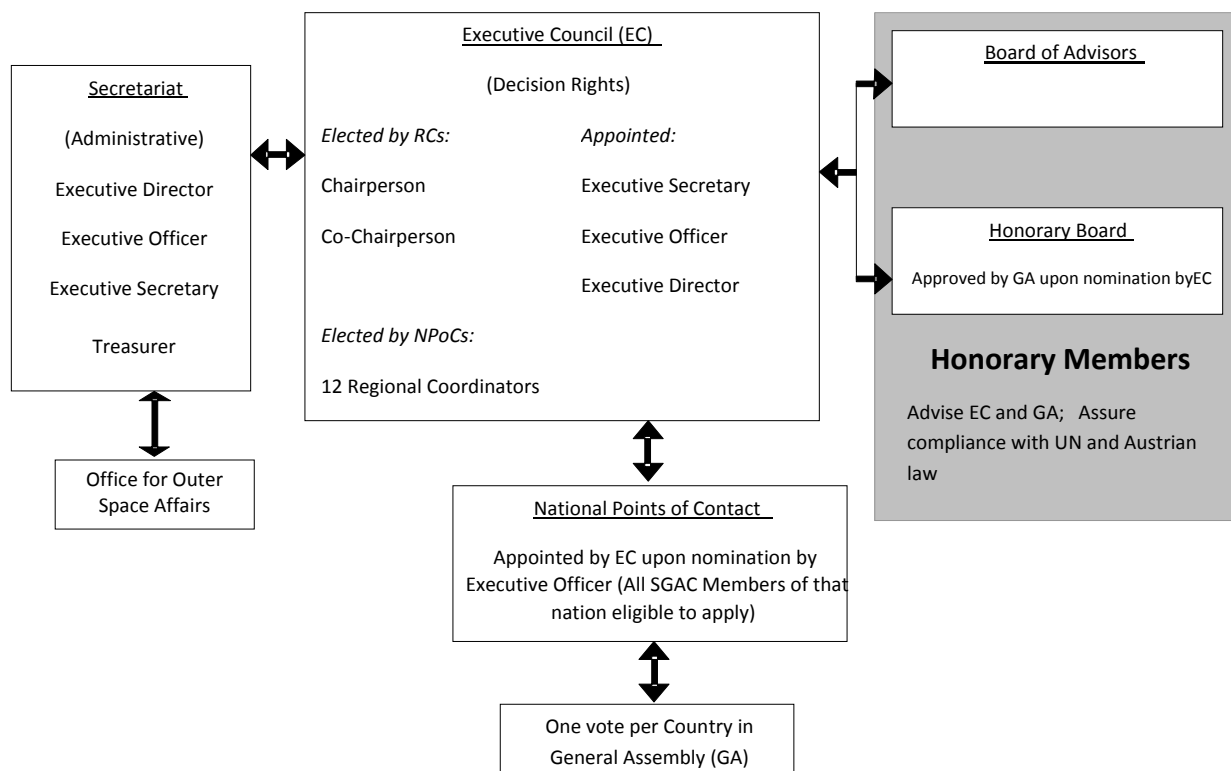 Secretariat
(Administrative)
Executive Director
Executive Officer
Executive Secretary
Treasurer
Office for Outer
Space Affairs
Executive Council (EC)
(Decision Rights)
Elected by RCs:
Chairperson
Co-Chairperson
Appointed:
Executive Secretary
Executive Officer
Executive Director
Elected by NPoCs:
12 Regional Coordinators
National Points of Contact
Appointed by EC upon nomination by
Executive Officer (All SGAC Members of that
nation eligible to apply)
One vote per Country in
General Assembly (GA)
Board of Advisors
Honorary Board
Approved by GA upon nomination byEC
Honorary Members
Advise EC and GA; Assure
compliance with UN and Austrian
law